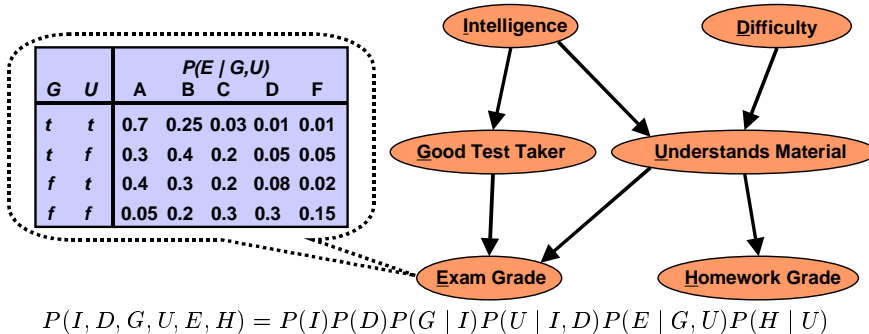 Intelligence
Difficulty
P(E | G,U)
G U A B C D F
t t 0.7 0.25 0.03 0.01 0.01
t f 0.3 0.4 0.2 0.05 0.05
f t 0.4 0.3 0.2 0.08 0.02
f f 0.05 0.2 0.3 0.3 0.15
Good Test Taker
Understands Material
Exam Grade
Homework Grade
P(I, D, G, U, E, H) = P(I)P(D)P(G | I)P(U | I, D)P(E | G, U)P(H | U)